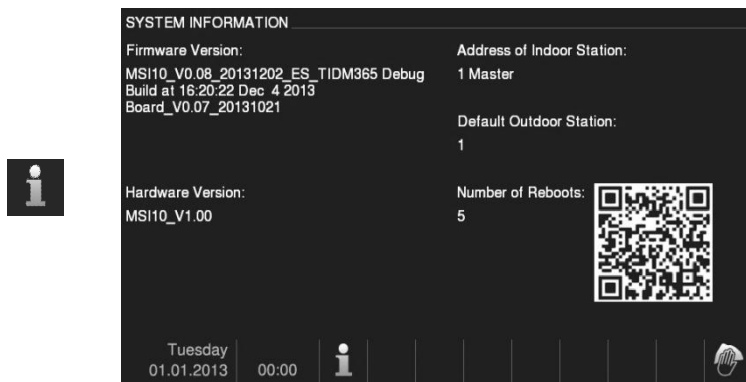 SYSTEM INFORMATION
Firmware Version:
MSI10_V0.08_20131202_ES_TIDM365 Debug
Build at 16:20:22 Dec 4 2013
Board_V0.07_20131021
Hardware Version:
MSI10_V1.00
Address of Indoor Station:
1 Master
Default Outdoor Station:
1
Number of Reboots:
5
Tuesday
01.01.2013 00:00